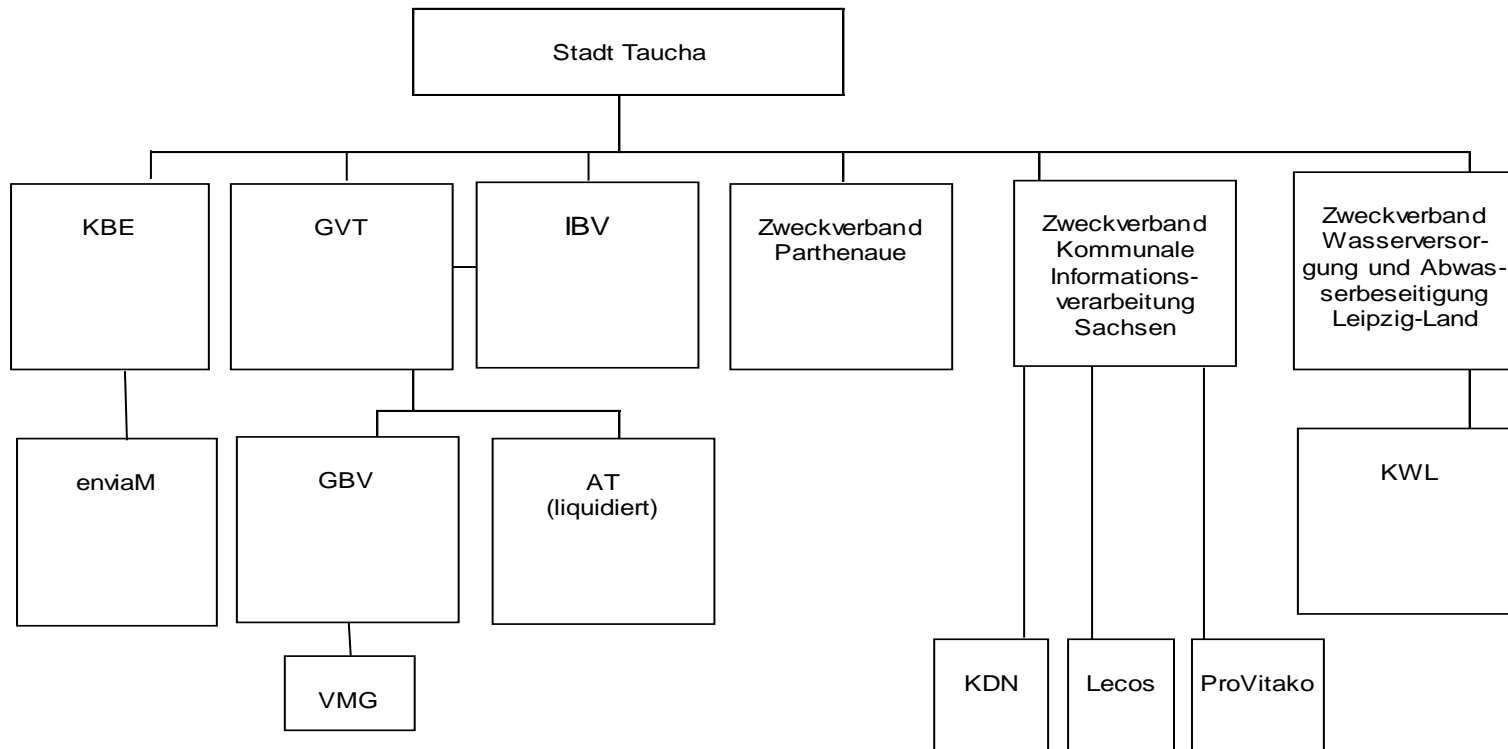 Stadt Taucha
KBE
GVT
IBV
Zweckverband
Parthenaue
Zweckverband
Kommunale
Informations-
verarbeitung
Sachsen
Zweckverband
Wasserversor-
gung und Abwas-
serbeseitigung
Leipzig-Land
enviaM
GBV
AT
(liquidiert)
KWL
VMG
KDN
Lecos
ProVitako